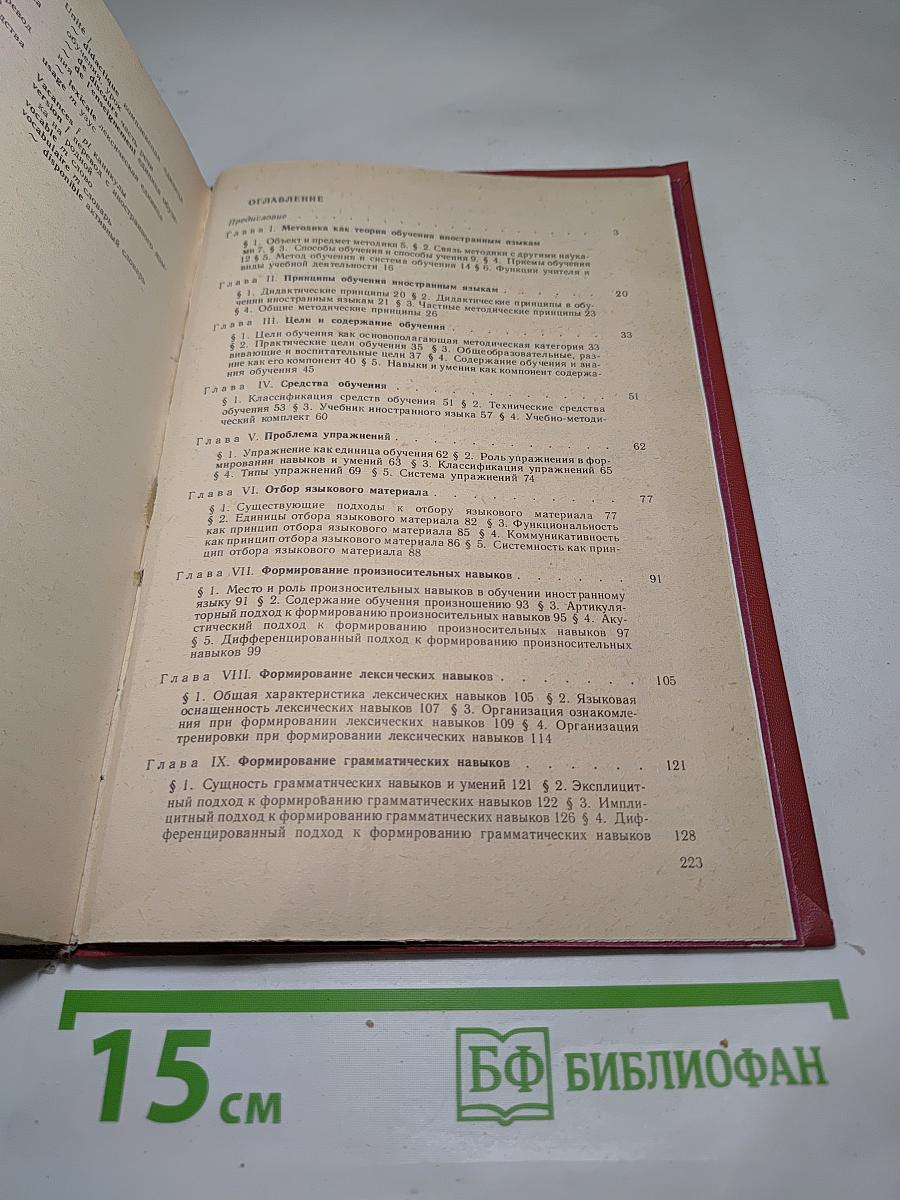 Unité f didactique
usage m узус
Vacances f pl каникулы
vocable m слово
vocabulaire m словарь
~ disponible активный словарь
ОГЛАВЛЕНИЕ
Предисловие . . . . . . . . . . . . 3
Глава I. Методика как теория обучения иностранным языкам
§ 1. Объект и предмет методики 5. § 2. Связь методики с другими наука-
ми 7. § 3. Способы обучения и способы учения 9. § 4. Приемы обучения
12 § 5. Метод обучения и система обучения 14 § 6. Функции учителя и
виды учебной деятельности 16
Глава II. Принципы обучения иностранным языкам . . . . . . 20
§ 1. Дидактические принципы 20 § 2. Дидактические принципы в обу-
чении иностранным языкам 21 § 3. Частные методические принципы 23
§ 4. Общие методические принципы 26
Глава III. Цели и содержание обучения . . . . . . . . 33
§ 1. Цели обучения как основополагающая методическая категория 33
§ 2. Практические цели обучения 35 § 3. Общеобразовательные, раз-
вивающие и воспитательные цели 37 § 4. Содержание обучения и зна-
ние как его компонент 40 § 5. Навыки и умения как компонент содержа-
ния обучения 45
Глава IV. Средства обучения . . . . . . . . . . . 51
§ 1. Классификация средств обучения 51 § 2. Технические средства
обучения 53 § 3. Учебник иностранного языка 57 § 4. Учебно-методи-
ческий комплект 60
Глава V. Проблема упражнений . . . . . . . . . . . 62
§ 1. Упражнение как единица обучения 62 § 2. Роль упражнения в фор-
мировании навыков и умений 63 § 3. Классификация упражнений 65
§ 4. Типы упражнений 69 § 5. Система упражнений 74
Глава VI. Отбор языкового материала . . . . . . . . . 77
§ 1. Существующие подходы к отбору языкового материала 77
§ 2. Единицы отбора языкового материала 82 § 3. Функциональность
как принцип отбора языкового материала 85 § 4. Коммуникативность
как принцип отбора языкового материала 86 § 5. Системность как прин-
цип отбора языкового материала 88
Глава VII. Формирование произносительных навыков . . . . . . 91
§ 1. Место и роль произносительных навыков в обучении иностранному
языку 91 § 2. Содержание обучения произношению 93 § 3. Артикуля-
торный подход к формированию произносительных навыков 95 § 4. Аку-
стический подход к формированию произносительных навыков 97
§ 5. Дифференцированный подход к формированию произносительных
навыков 99
Глава VIII. Формирование лексических навыков . . . . . . . 105
§ 1. Общая характеристика лексических навыков 105 § 2. Языковая
оснащенность лексических навыков 107 § 3. Организация ознакомле-
ния при формировании лексических навыков 109 § 4. Организация
тренировки при формировании лексических навыков 114
Глава IX. Формирование грамматических навыков . . . . . . 121
§ 1. Сущность грамматических навыков и умений 121 § 2. Эксплицит-
ный подход к формированию грамматических навыков 122 § 3. Импли-
цитный подход к формированию грамматических навыков 126 § 4. Диф-
ференцированный подход к формированию грамматических навыков 128
223
15 см
БФ БИБЛИОФАН